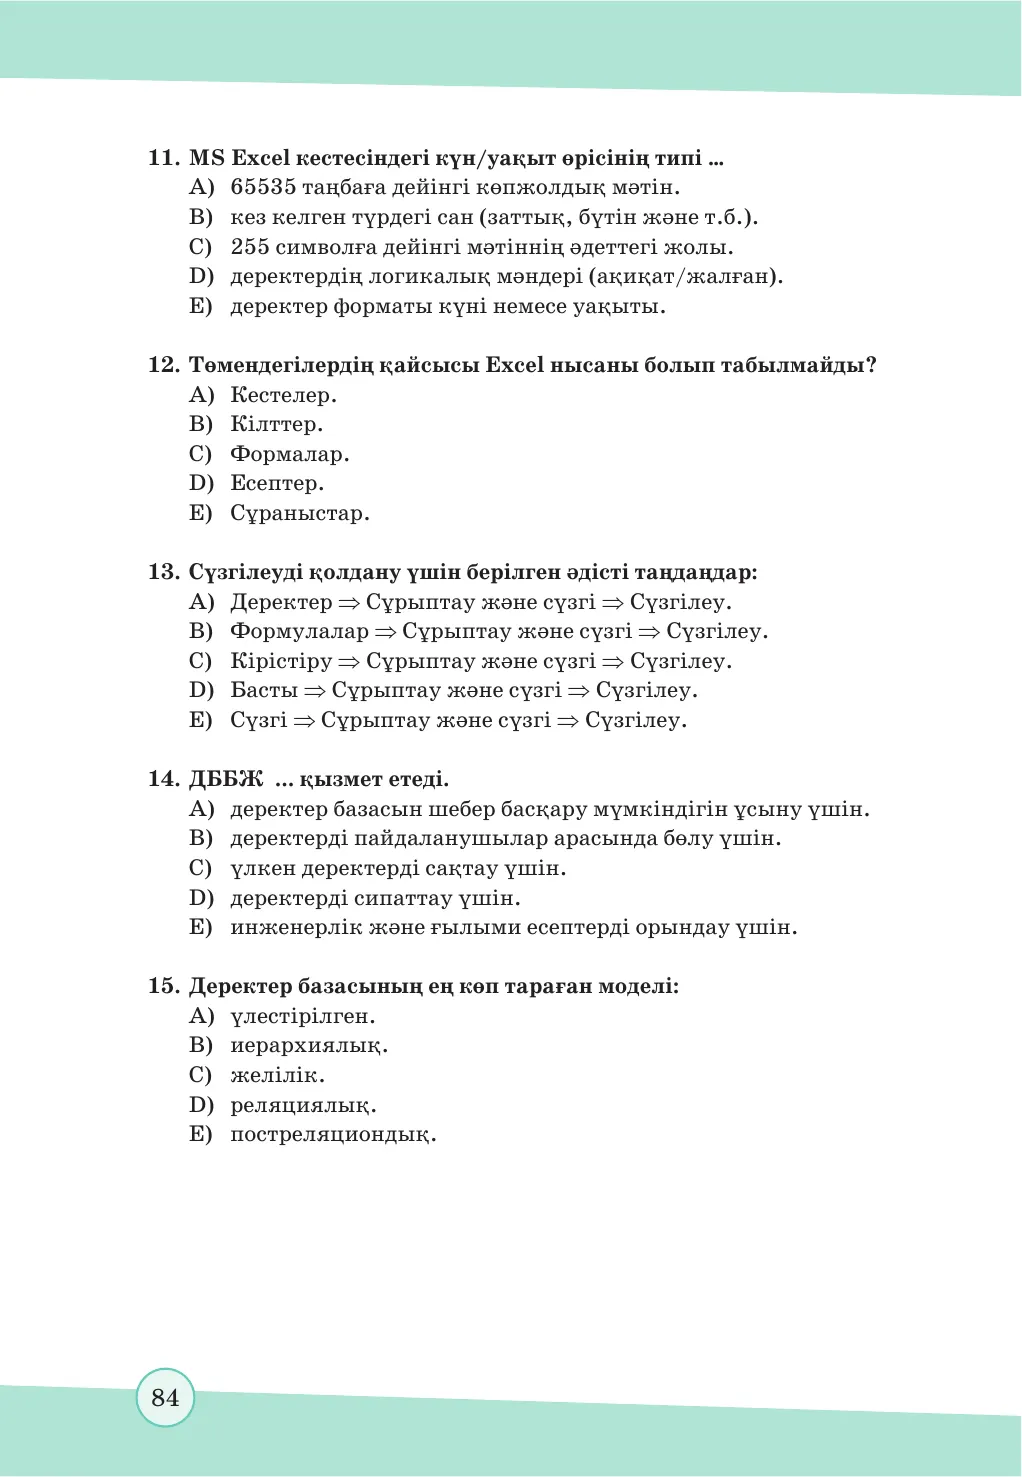 11. MS Excel кестесіндегі күн/уақыт өрісінің типі ...
A) 65535 таңбаға дейінгі көпжолдық мәтін.
B) кез келген түрдегі сан (заттық, бүтін және т.б.).
C) 255 символға дейінгі мәтіннің әдеттегі жолы.
D) деректердің логикалық мәндері (ақиқат/жалған).
E) деректер форматы күні немесе уақыты.
12. Төмендегілердің қайсысы Excel нысаны болып табылмайды?
A) Кестелер.
B) Кілттер.
C) Формалар.
D) Есептер.
E) Сұраныстар.
13. Сүзгілеуді қолдану үшін берілген әдісті таңдаңдар:
A) Деректер ⇒ Сұрыптау және сүзгі ⇒ Сүзгілеу.
B) Формулалар ⇒ Сұрыптау және сүзгі ⇒ Сүзгілеу.
C) Кірістіру ⇒ Сұрыптау және сүзгі ⇒ Сүзгілеу.
D) Басты ⇒ Сұрыптау және сүзгі ⇒ Сүзгілеу.
E) Сүзгі ⇒ Сұрыптау және сүзгі ⇒ Сүзгілеу.
14. ДББЖ ... қызмет етеді.
A) деректер базасын шебер басқару мүмкіндігін ұсыну үшін.
B) деректерді пайдаланушылар арасында бөлу үшін.
C) үлкен деректерді сақтау үшін.
D) деректерді сипаттау үшін.
E) инженерлік және ғылыми есептерді орындау үшін.
15. Деректер базасының ең көп тараған моделі:
A) үлестірілген.
B) иерархиялық.
C) желілік.
D) реляциялық.
E) постреляциондық.
84